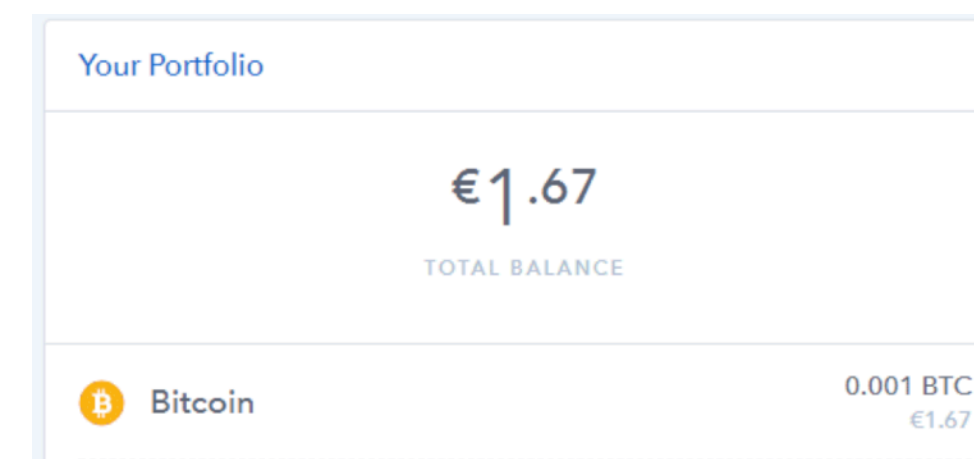 Your Portfolio
€1.67
TOTAL BALANCE
Bitcoin
0.001 BTC
€1.67